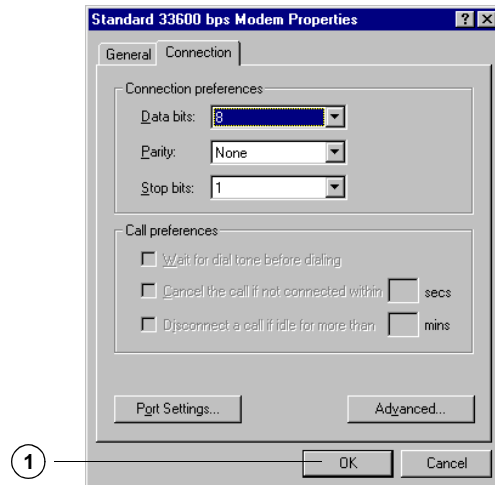 Standard 33600 bps Modem Properties
General Connection
Connection preferences
Data bits: 8
Parity: None
Stop bits: 1
Call preferences
Wait for dial tone before dialing
Cancel the call if not connected within secs
Disconnect a call if idle for more than mins
Port Settings... Advanced...
1 OK Cancel